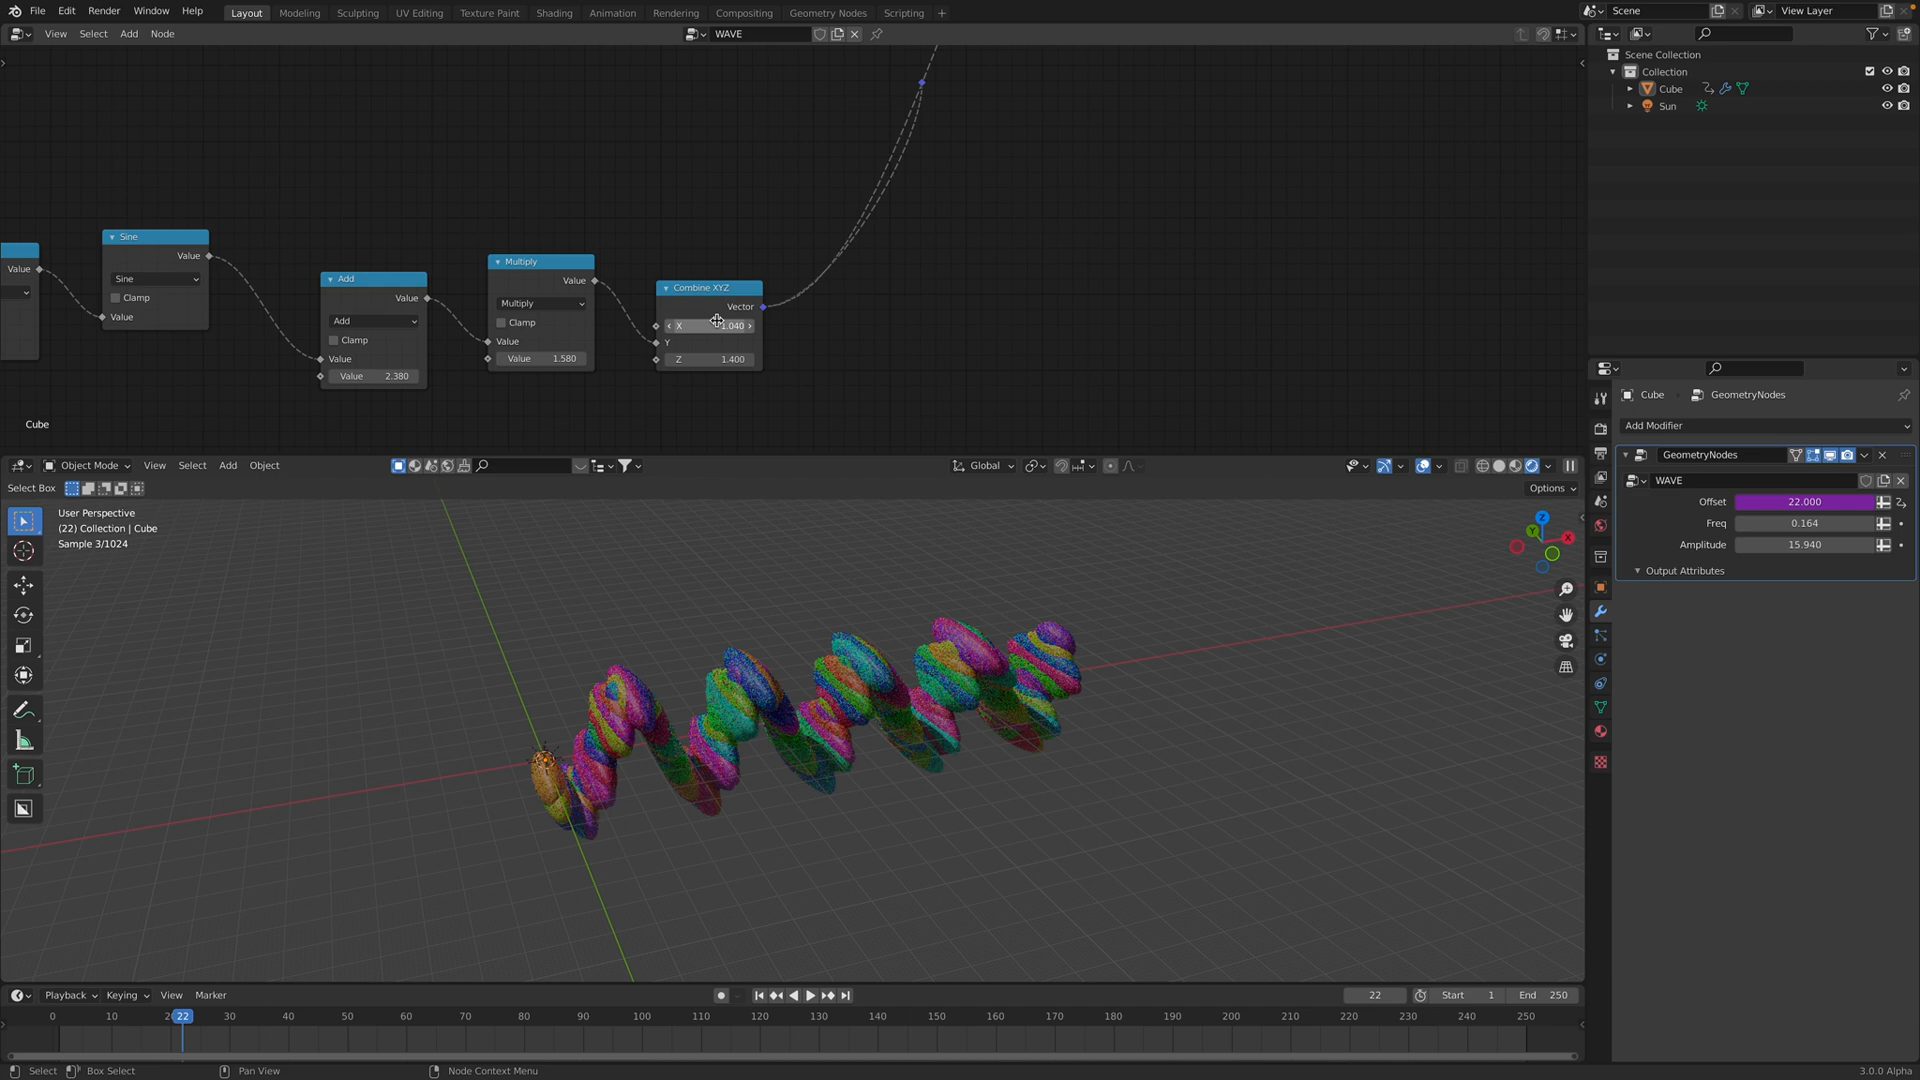 File Edit Render Window Help Layout Modeling Sculpting UV Editing Texture Paint Shading Animation Rendering Compositing Geometry Nodes Scripting + Scene View Layer
View Select Add Node WAVE
Scene Collection
Collection
Cube
Sun
Sine
Value
Sine
Clamp
Value
Value
Add
Value
Add
Clamp
Value
Value 2.380
Multiply
Value
Multiply
Clamp
Value
Value 1.580
Combine XYZ
Vector
X 1.040
Y
Z 1.400
Cube
Cube GeometryNodes
Add Modifier
GeometryNodes
WAVE
Offset 22.000
Freq 0.164
Amplitude 15.940
Output Attributes
Object Mode View Select Add Object Global
Select Box Options
User Perspective
(22) Collection | Cube
Sample 3/1024
Z
Y
X
Playback Keying View Marker 22 Start 1 End 250
0 10 22 30 40 50 60 70 80 90 100 110 120 130 140 150 160 170 180 190 200 210 220 230 240 250
Select Box Select Pan View Node Context Menu 3.0.0 Alpha